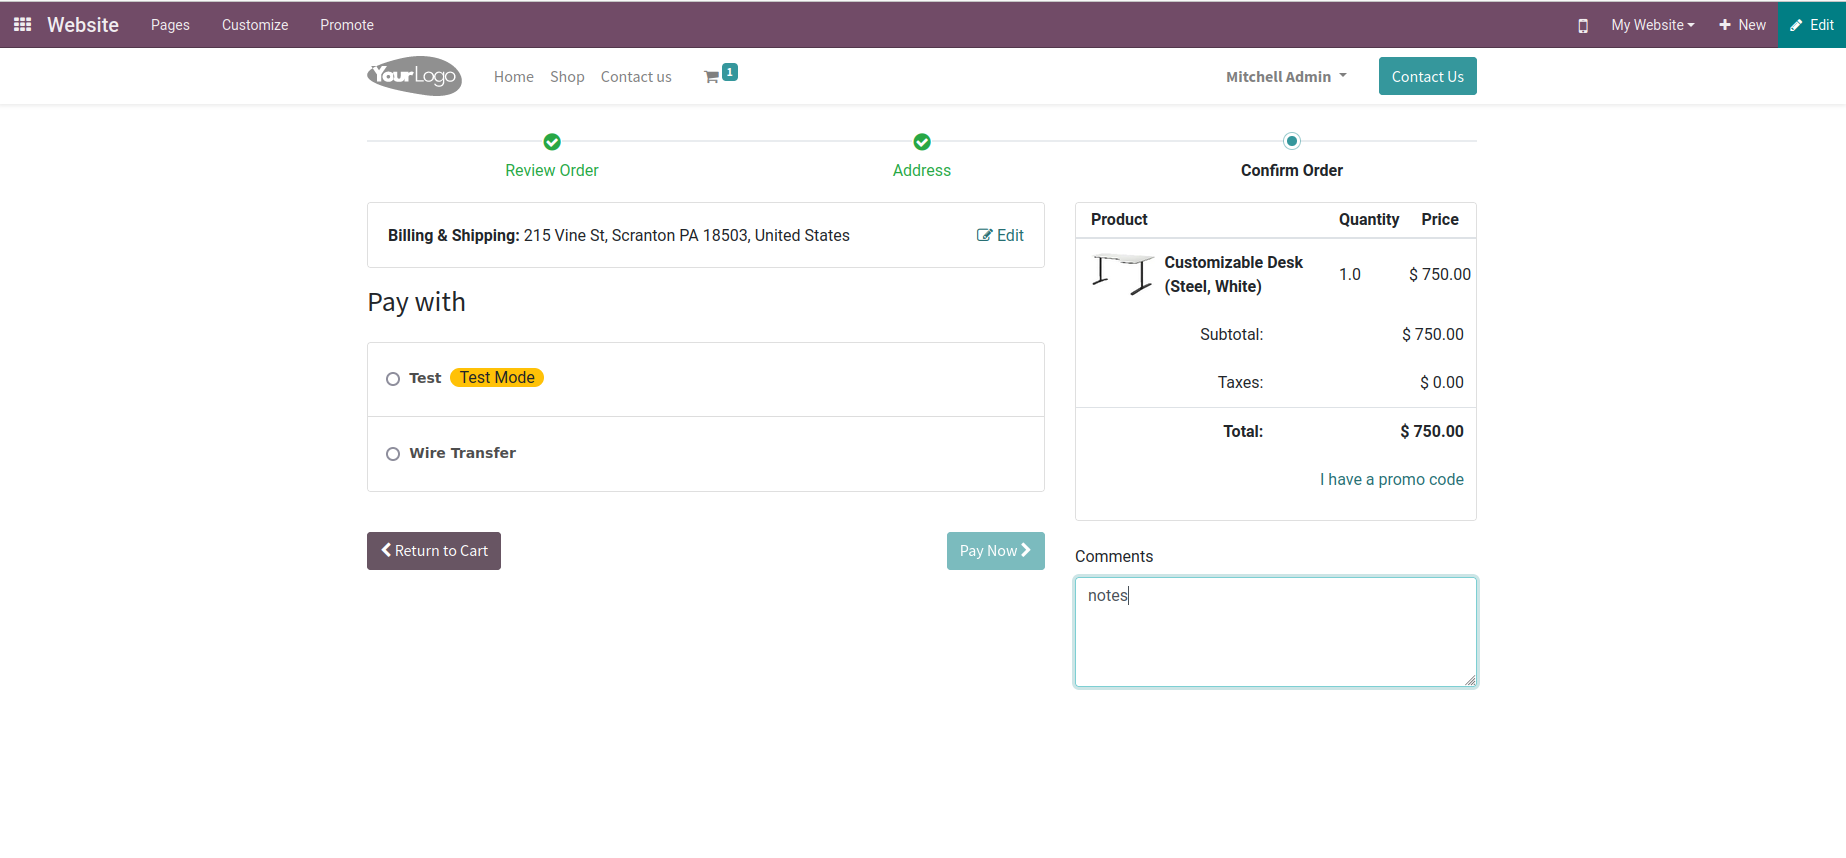 Website Pages Customize Promote My Website New Edit
YourLogo Home Shop Contact us 1 Mitchell Admin Contact Us
Review Order Address Confirm Order
Billing & Shipping: 215 Vine St, Scranton PA 18503, United States Edit
Pay with
Test Test Mode
Wire Transfer
Return to Cart Pay Now
Product Quantity Price
Customizable Desk
(Steel, White) 1.0 $ 750.00
Subtotal: $ 750.00
Taxes: $ 0.00
Total: $ 750.00
I have a promo code
Comments
notes